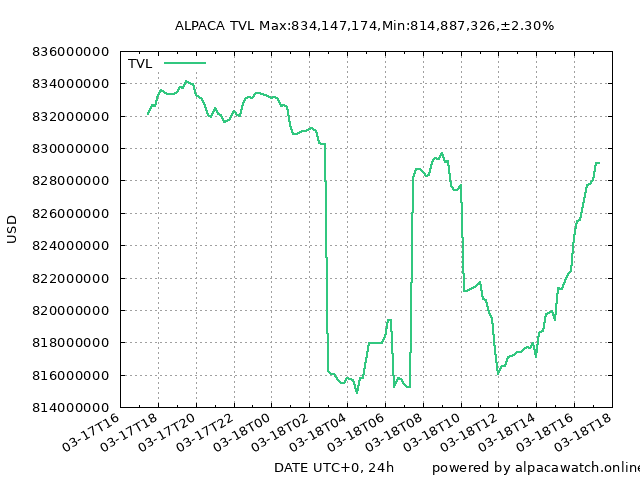 ALPACA TVL Max:834,147,174,Min:814,887,326,±2.30%
TVL
836000000
834000000
832000000
830000000
828000000
826000000
824000000
822000000
820000000
818000000
816000000
814000000
USD
03-17T16
03-17T18
03-17T20
03-17T22
03-18T00
03-18T02
03-18T04
03-18T06
03-18T08
03-18T10
03-18T12
03-18T14
03-18T16
03-18T18
DATE UTC+0, 24h
powered by alpacawatch.online